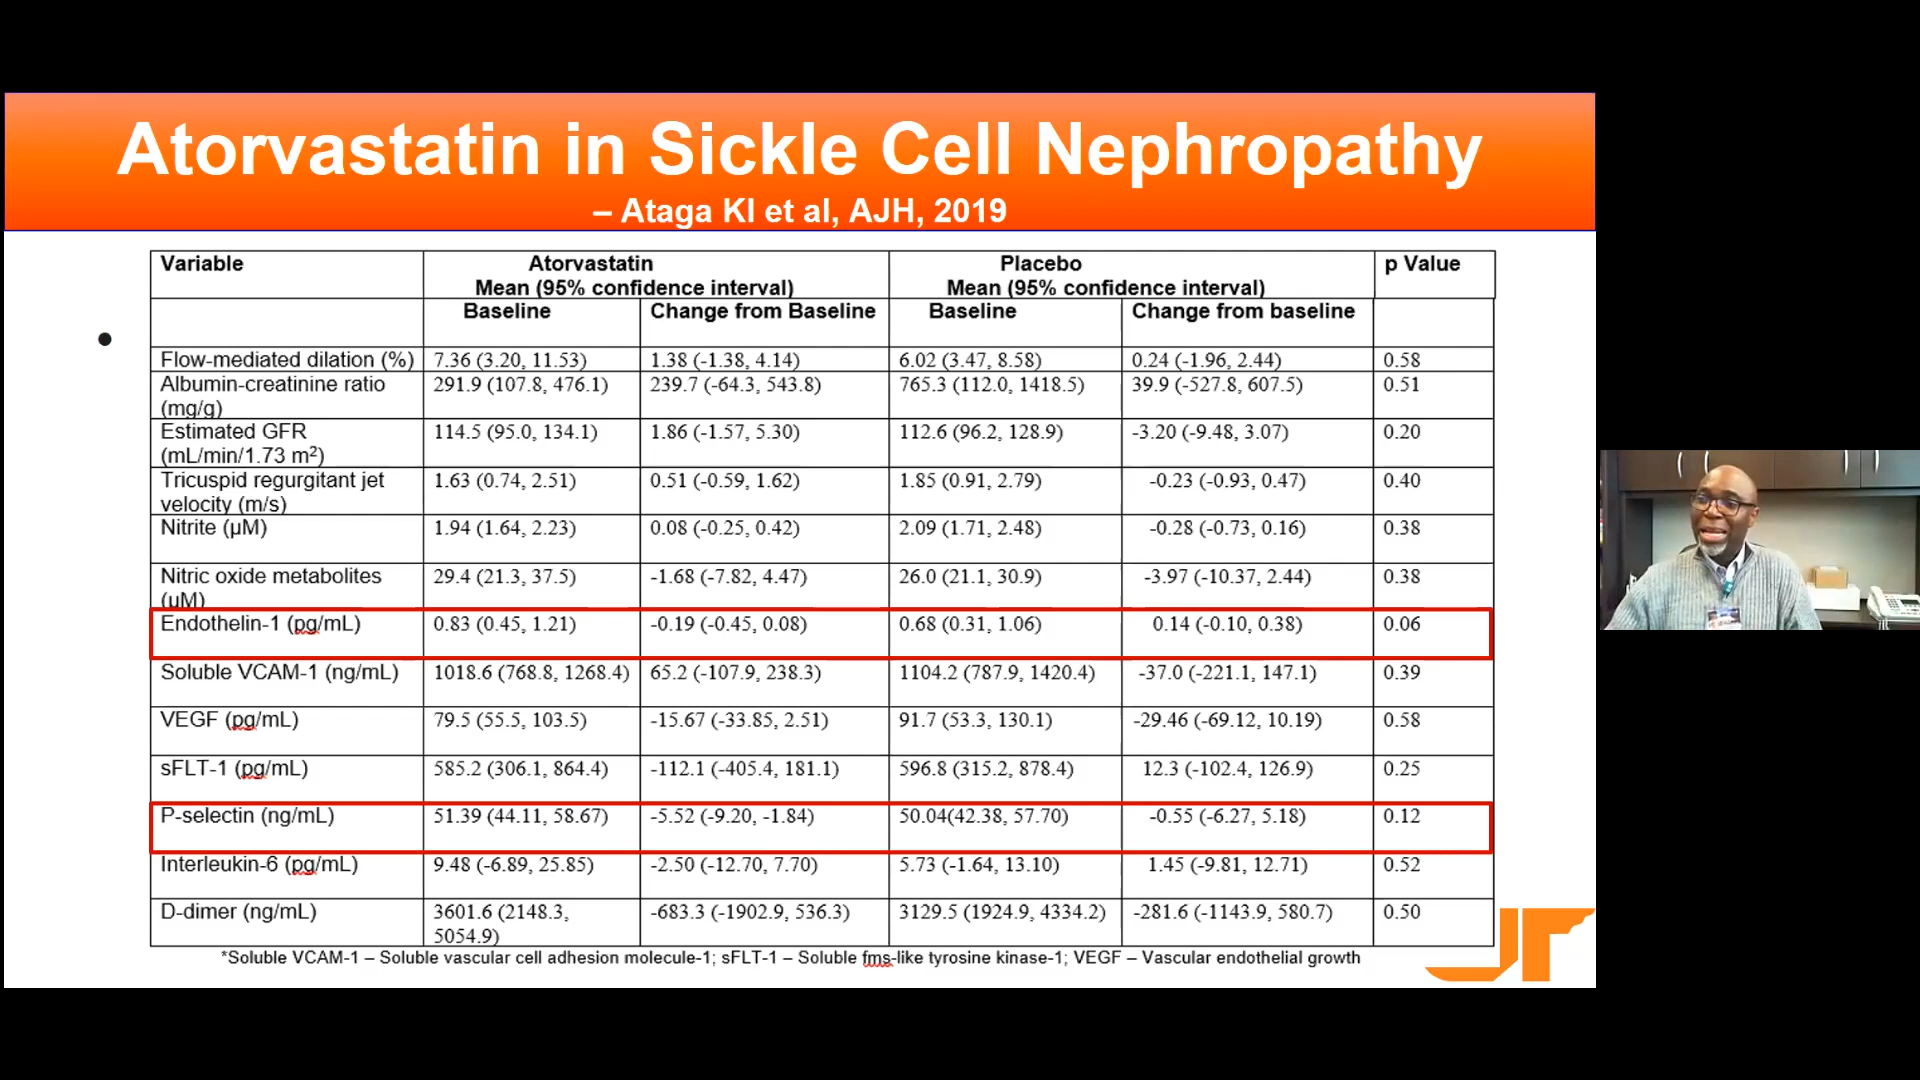 Atorvastatin in Sickle Cell Nephropathy
– Ataga KI et al, AJH, 2019
Variable Atorvastatin Placebo p Value
Mean (95% confidence interval) Mean (95% confidence interval)
Baseline Change from Baseline Baseline Change from baseline
Flow-mediated dilation (%) 7.36 (3.20, 11.53) 1.38 (-1.38, 4.14) 6.02 (3.47, 8.58) 0.24 (-1.96, 2.44) 0.58
Albumin-creatinine ratio 291.9 (107.8, 476.1) 239.7 (-64.3, 543.8) 765.3 (112.0, 1418.5) 39.9 (-527.8, 607.5) 0.51
(mg/g)
Estimated GFR 114.5 (95.0, 134.1) 1.86 (-1.57, 5.30) 112.6 (96.2, 128.9) -3.20 (-9.48, 3.07) 0.20
(mL/min/1.73 m²)
Tricuspid regurgitant jet 1.63 (0.74, 2.51) 0.51 (-0.59, 1.62) 1.85 (0.91, 2.79) -0.23 (-0.93, 0.47) 0.40
velocity (m/s)
Nitrite (µM) 1.94 (1.64, 2.23) 0.08 (-0.25, 0.42) 2.09 (1.71, 2.48) -0.28 (-0.73, 0.16) 0.38
Nitric oxide metabolites 29.4 (21.3, 37.5) -1.68 (-7.82, 4.47) 26.0 (21.1, 30.9) -3.97 (-10.37, 2.44) 0.38
(µM)
Endothelin-1 (pg/mL) 0.83 (0.45, 1.21) -0.19 (-0.45, 0.08) 0.68 (0.31, 1.06) 0.14 (-0.10, 0.38) 0.06
Soluble VCAM-1 (ng/mL) 1018.6 (768.8, 1268.4) 65.2 (-107.9, 238.3) 1104.2 (787.9, 1420.4) -37.0 (-221.1, 147.1) 0.39
VEGF (pg/mL) 79.5 (55.5, 103.5) -15.67 (-33.85, 2.51) 91.7 (53.3, 130.1) -29.46 (-69.12, 10.19) 0.58
sFLT-1 (pg/mL) 585.2 (306.1, 864.4) -112.1 (-405.4, 181.1) 596.8 (315.2, 878.4) 12.3 (-102.4, 126.9) 0.25
P-selectin (ng/mL) 51.39 (44.11, 58.67) -5.52 (-9.20, -1.84) 50.04(42.38, 57.70) -0.55 (-6.27, 5.18) 0.12
Interleukin-6 (pg/mL) 9.48 (-6.89, 25.85) -2.50 (-12.70, 7.70) 5.73 (-1.64, 13.10) 1.45 (-9.81, 12.71) 0.52
D-dimer (ng/mL) 3601.6 (2148.3, -683.3 (-1902.9, 536.3) 3129.5 (1924.9, 4334.2) -281.6 (-1143.9, 580.7) 0.50
5054.9)
*Soluble VCAM-1 – Soluble vascular cell adhesion molecule-1; sFLT-1 – Soluble fms-like tyrosine kinase-1; VEGF – Vascular endothelial growth